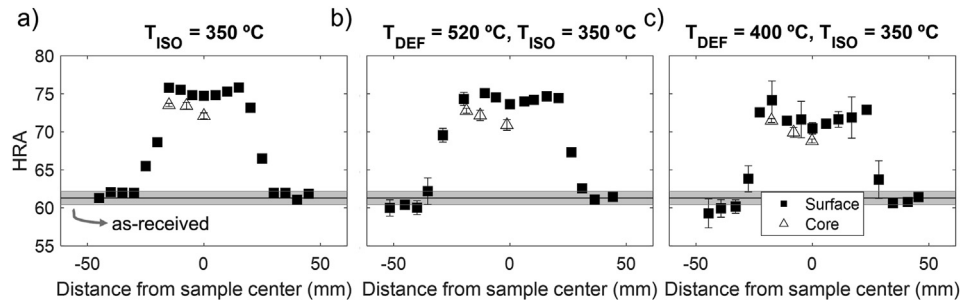 a) b) c)
T_ISO = 350 ºC T_DEF = 520 ºC, T_ISO = 350 ºC T_DEF = 400ºC, T_ISO = 350 ºC
80
75
70
65
60
55
HRA
as-received
Surface
Core
-50 0 50 -50 0 50 -50 0 50
Distance from sample center (mm) Distance from sample center (mm) Distance from sample center (mm)